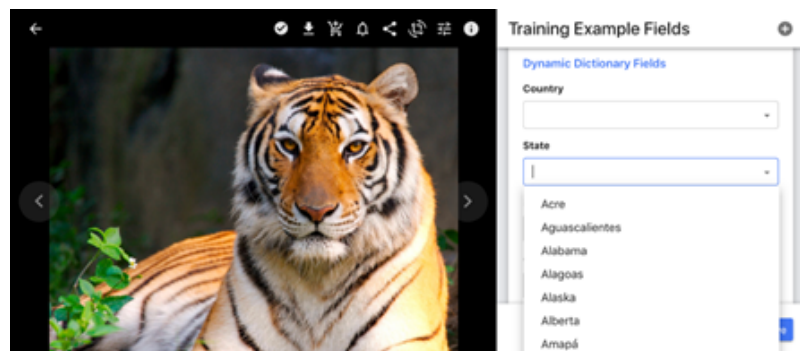 Training Example Fields
Dynamic Dictionary Fields
Country
State
Acre
Aguascalientes
Alabama
Alagoas
Alaska
Alberta
Amapá